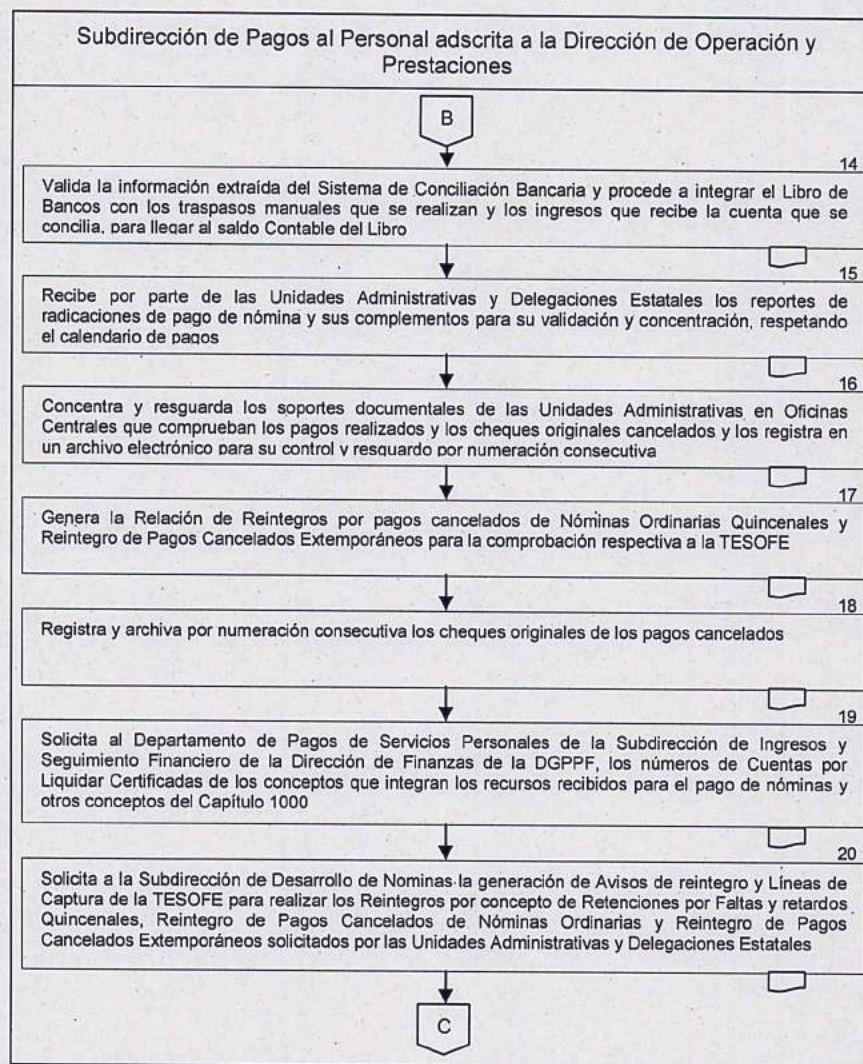 Subdirección de Pagos al Personal adscrita a la Dirección de Operación y
Prestaciones
B
14
Valida la información extraída del Sistema de Conciliación Bancaria y procede a integrar el Libro de
Bancos con los traspasos manuales que se realizan y los ingresos que recibe la cuenta que se
concilia, para llegar al saldo Contable del Libro
15
Recibe por parte de las Unidades Administrativas y Delegaciones Estatales los reportes de
radicaciones de pago de nómina y sus complementos para su validación y concentración, respetando
el calendario de pagos
16
Concentra y resguarda los soportes documentales de las Unidades Administrativas en Oficinas
Centrales que comprueban los pagos realizados y los cheques originales cancelados y los registra en
un archivo electrónico para su control y resguardo por numeración consecutiva
17
Genera la Relación de Reintegros por pagos cancelados de Nóminas Ordinarias Quincenales y
Reintegro de Pagos Cancelados Extemporáneos para la comprobación respectiva a la TESOFE
18
Registra y archiva por numeración consecutiva los cheques originales de los pagos cancelados
19
Solicita al Departamento de Pagos de Servicios Personales de la Subdirección de Ingresos y
Seguimiento Financiero de la Dirección de Finanzas de la DGPPF, los números de Cuentas por
Liquidar Certificadas de los conceptos que integran los recursos recibidos para el pago de nóminas y
otros conceptos del Capítulo 1000
20
Solicita a la Subdirección de Desarrollo de Nominas la generación de Avisos de reintegro y Líneas de
Captura de la TESOFE para realizar los Reintegros por concepto de Retenciones por Faltas y retardos
Quincenales, Reintegro de Pagos Cancelados de Nóminas Ordinarias y Reintegro de Pagos
Cancelados Extemporáneos solicitados por las Unidades Administrativas y Delegaciones Estatales
C